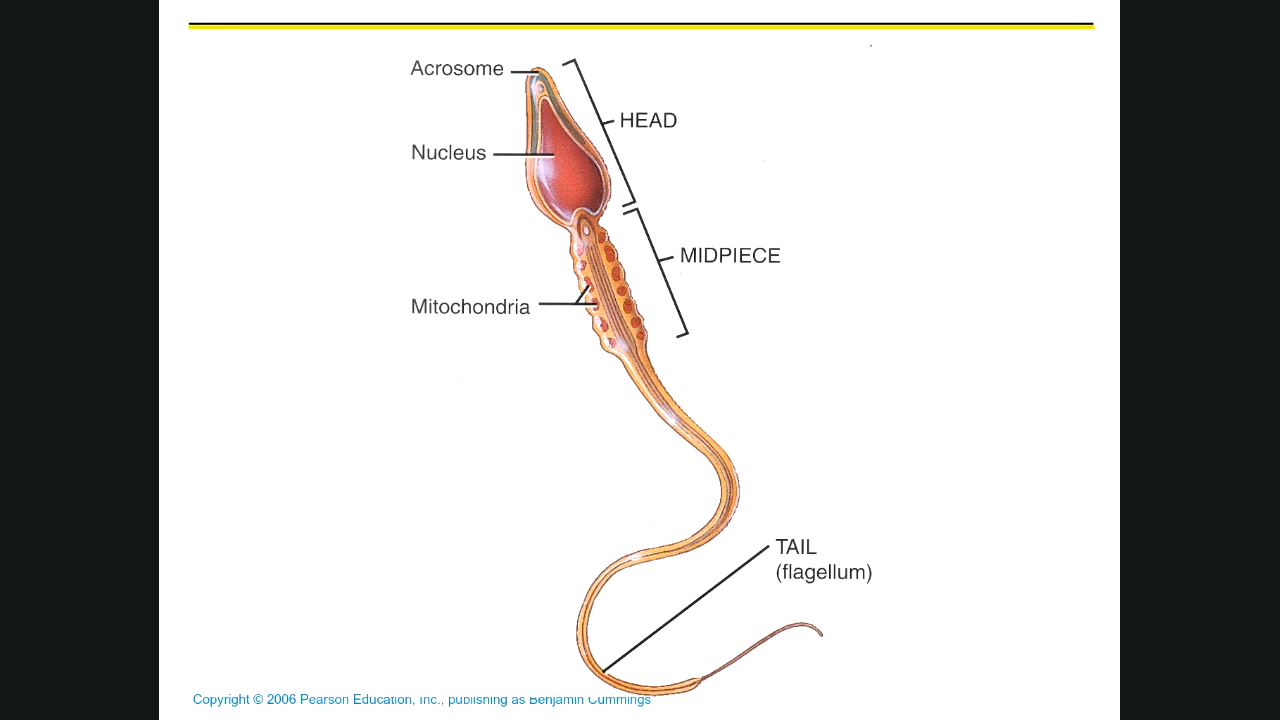 Acrosome
HEAD
Nucleus
MIDPIECE
Mitochondria
TAIL
(flagellum)
Copyright © 2006 Pearson Education, Inc., publishing as Benjamin Cummings